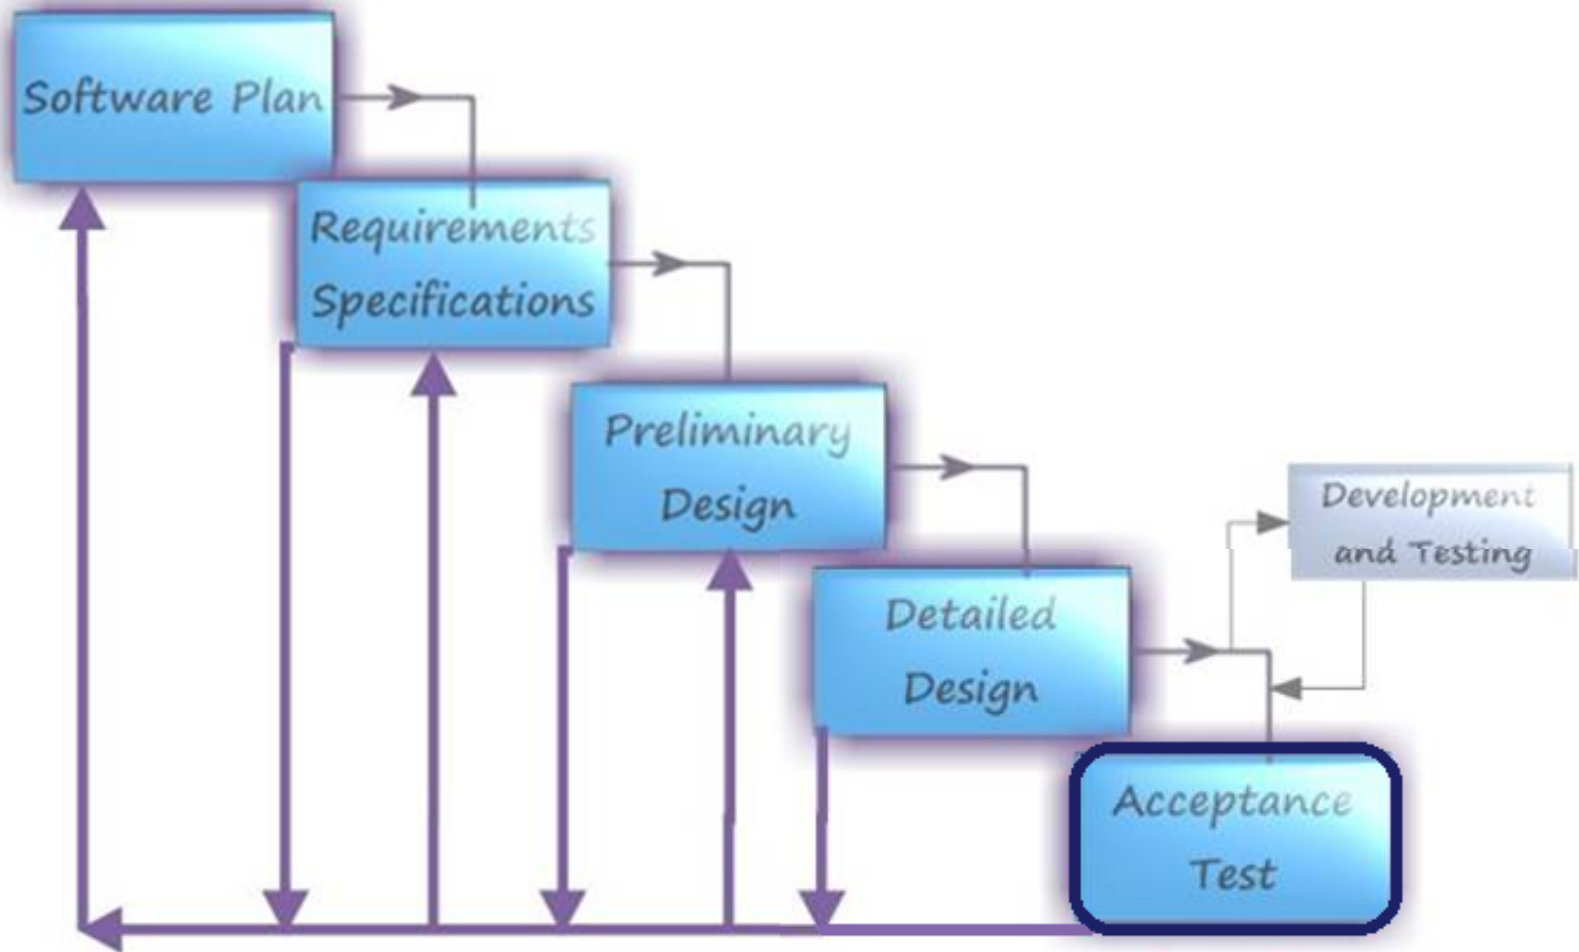 Software Plan
Requirements
Specifications
Preliminary
Design
Development
and Testing
Detailed
Design
Acceptance
Test